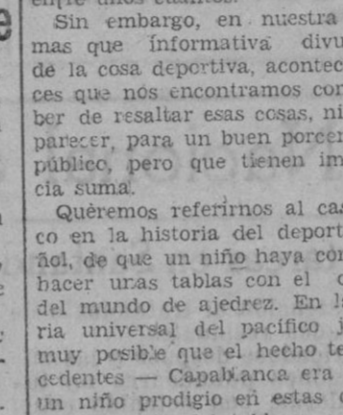 Sin embargo, en nuestra
mas que informativa divu
de la cosa deportiva, acontec
ces que nos encontramos con
ber de resaltar esas cosas, ni
parecer, para un buen porcen
público, pero que tienen im
cia suma.
Queremos referirnos al cas
co en la historia del deport
ñol, de que un niño haya con
hacer unas tablas con el c
del mundo de ajedrez. En l
ria universal del pacífico j
muy posible que el hecho te
cedentes — Capablanca era
un niño prodigio en estas